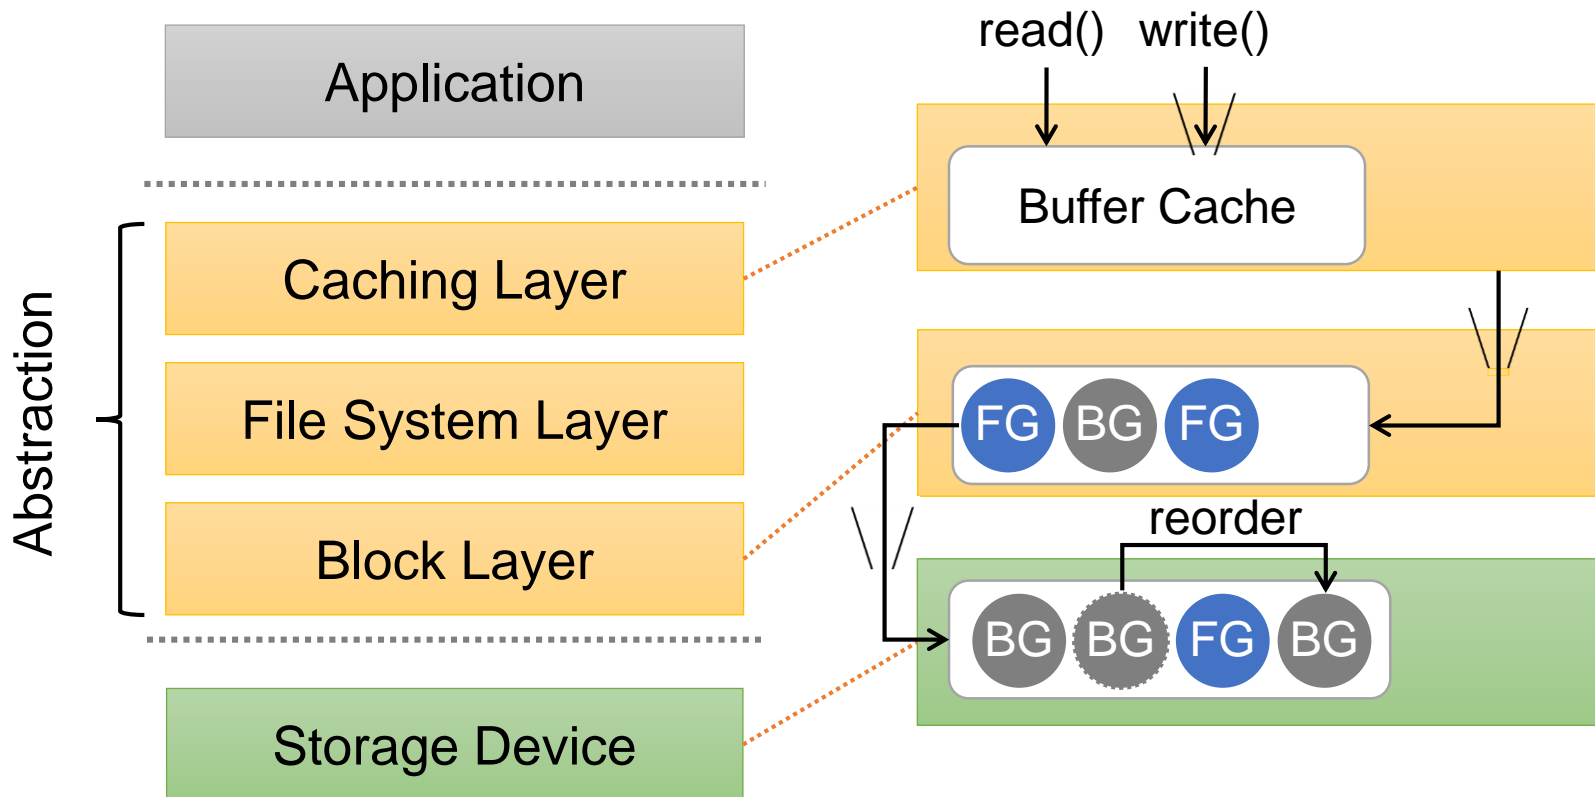 Application
Abstraction
Caching Layer
File System Layer
Block Layer
Storage Device
read() write()
Buffer Cache
FG BG FG
reorder
BG BG FG BG